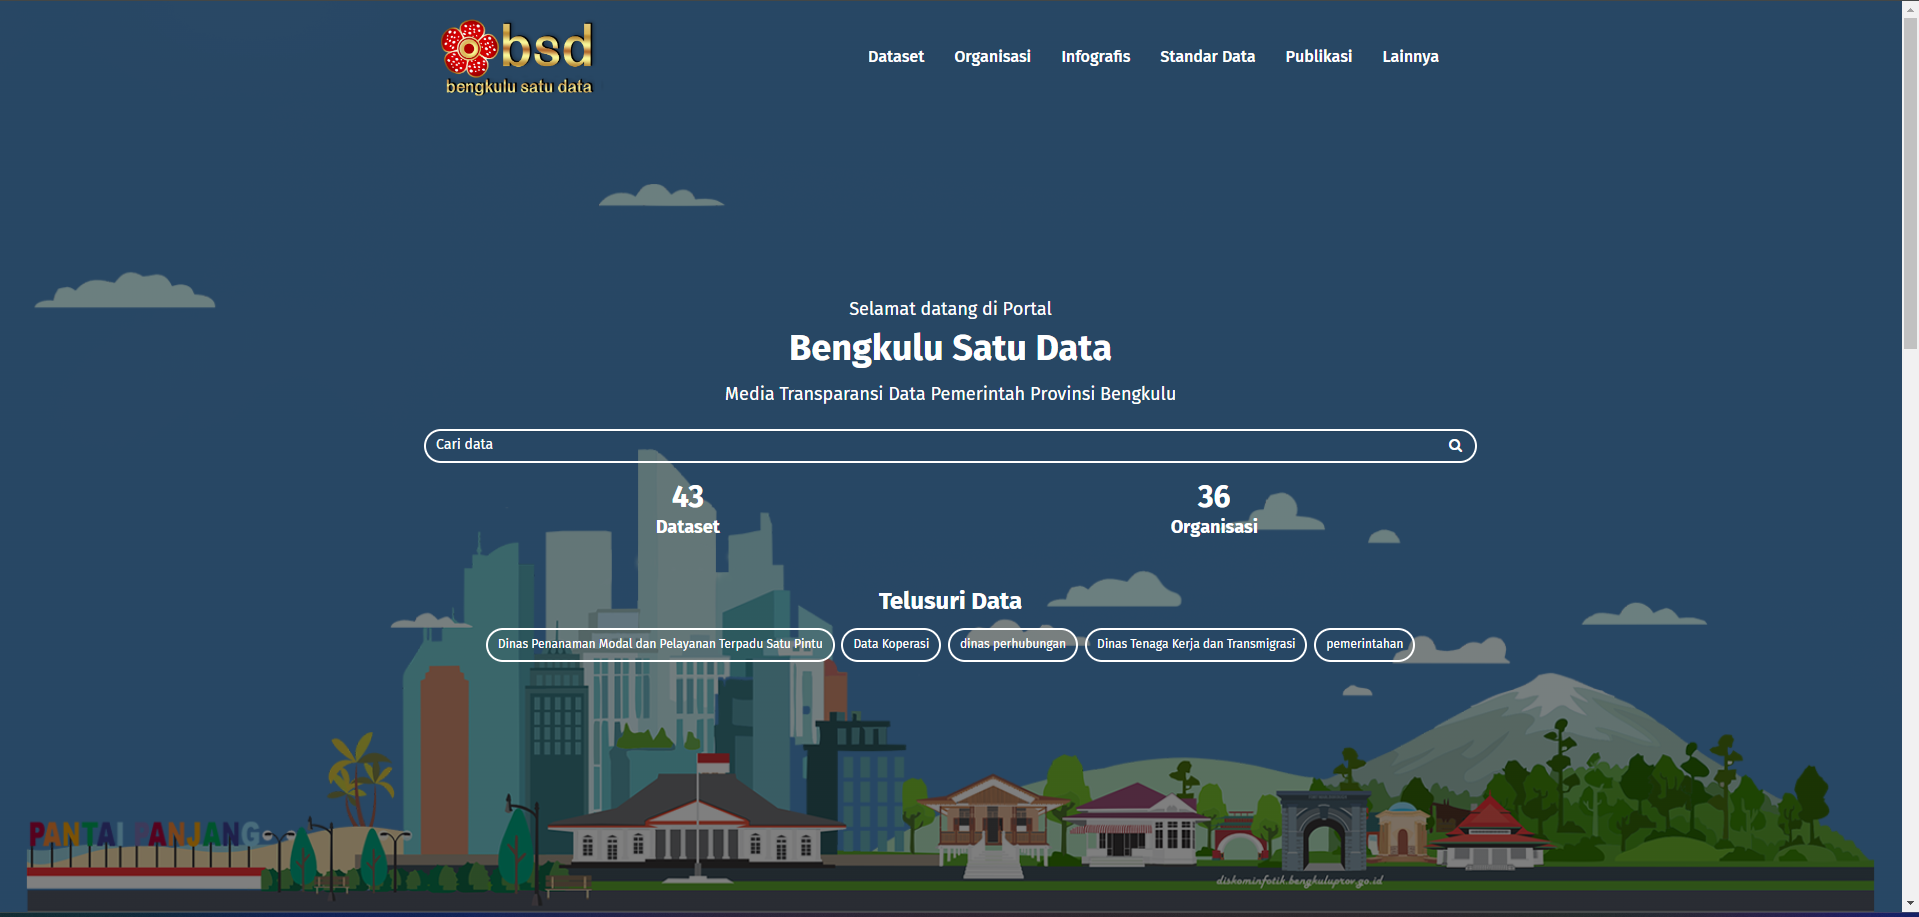 bsd
bengkulu satu data
Dataset Organisasi Infografis Standar Data Publikasi Lainnya
Selamat datang di Portal
Bengkulu Satu Data
Media Transparansi Data Pemerintah Provinsi Bengkulu
Cari data
43 36
Dataset Organisasi
Telusuri Data
Dinas Penanaman Modal dan Pelayanan Terpadu Satu Pintu Data Koperasi dinas perhubungan Dinas Tenaga Kerja dan Transmigrasi pemerintahan
PANTAI PANJANG
diskominfotik.bengkuluprov.go.id